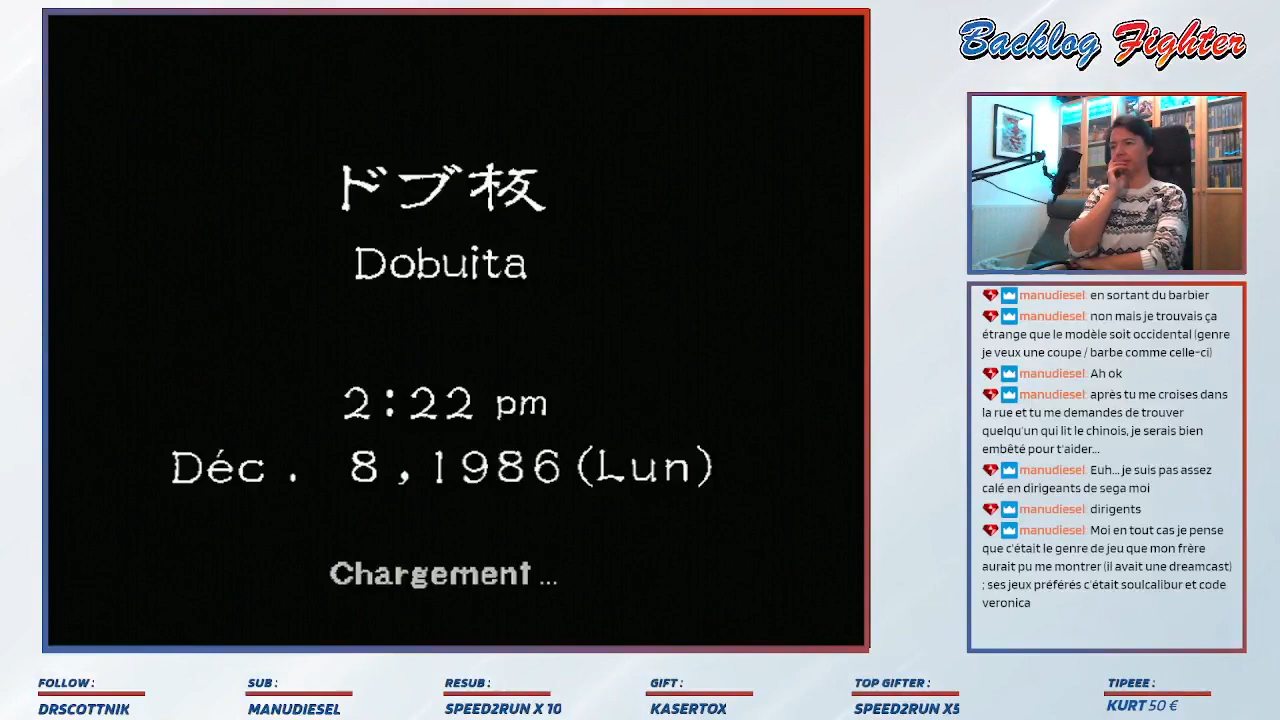 Backlog Fighter
ドブ板
Dobuita
2:22 pm
Déc. 8,1986(Lun)
Chargement ...
manudiesel: en sortant du barbier
manudiesel: non mais je trouvais ça
étrange que le modèle soit occidental (genre
je veux une coupe / barbe comme celle-ci)
manudiesel: Ah ok
manudiesel: après tu me croises dans
la rue et tu me demandes de trouver
quelqu'un qui lit le chinois, je serais bien
embêté pour t'aider...
manudiesel: Euh... je suis pas assez
calé en dirigeants de sega moi
manudiesel: dirigents
manudiesel: Moi en tout cas je pense
que c'était le genre de jeu que mon frère
aurait pu me montrer (il avait une dreamcast)
; ses jeux préférés c'était soulcalibur et code
veronica
FOLLOW :
DRSCOTTNIK
SUB :
MANUDIESEL
RESUB :
SPEED2RUN X 10
GIFT :
KASERTOX
TOP GIFTER :
SPEED2RUN X5
TIPEEE :
KURT 50 €